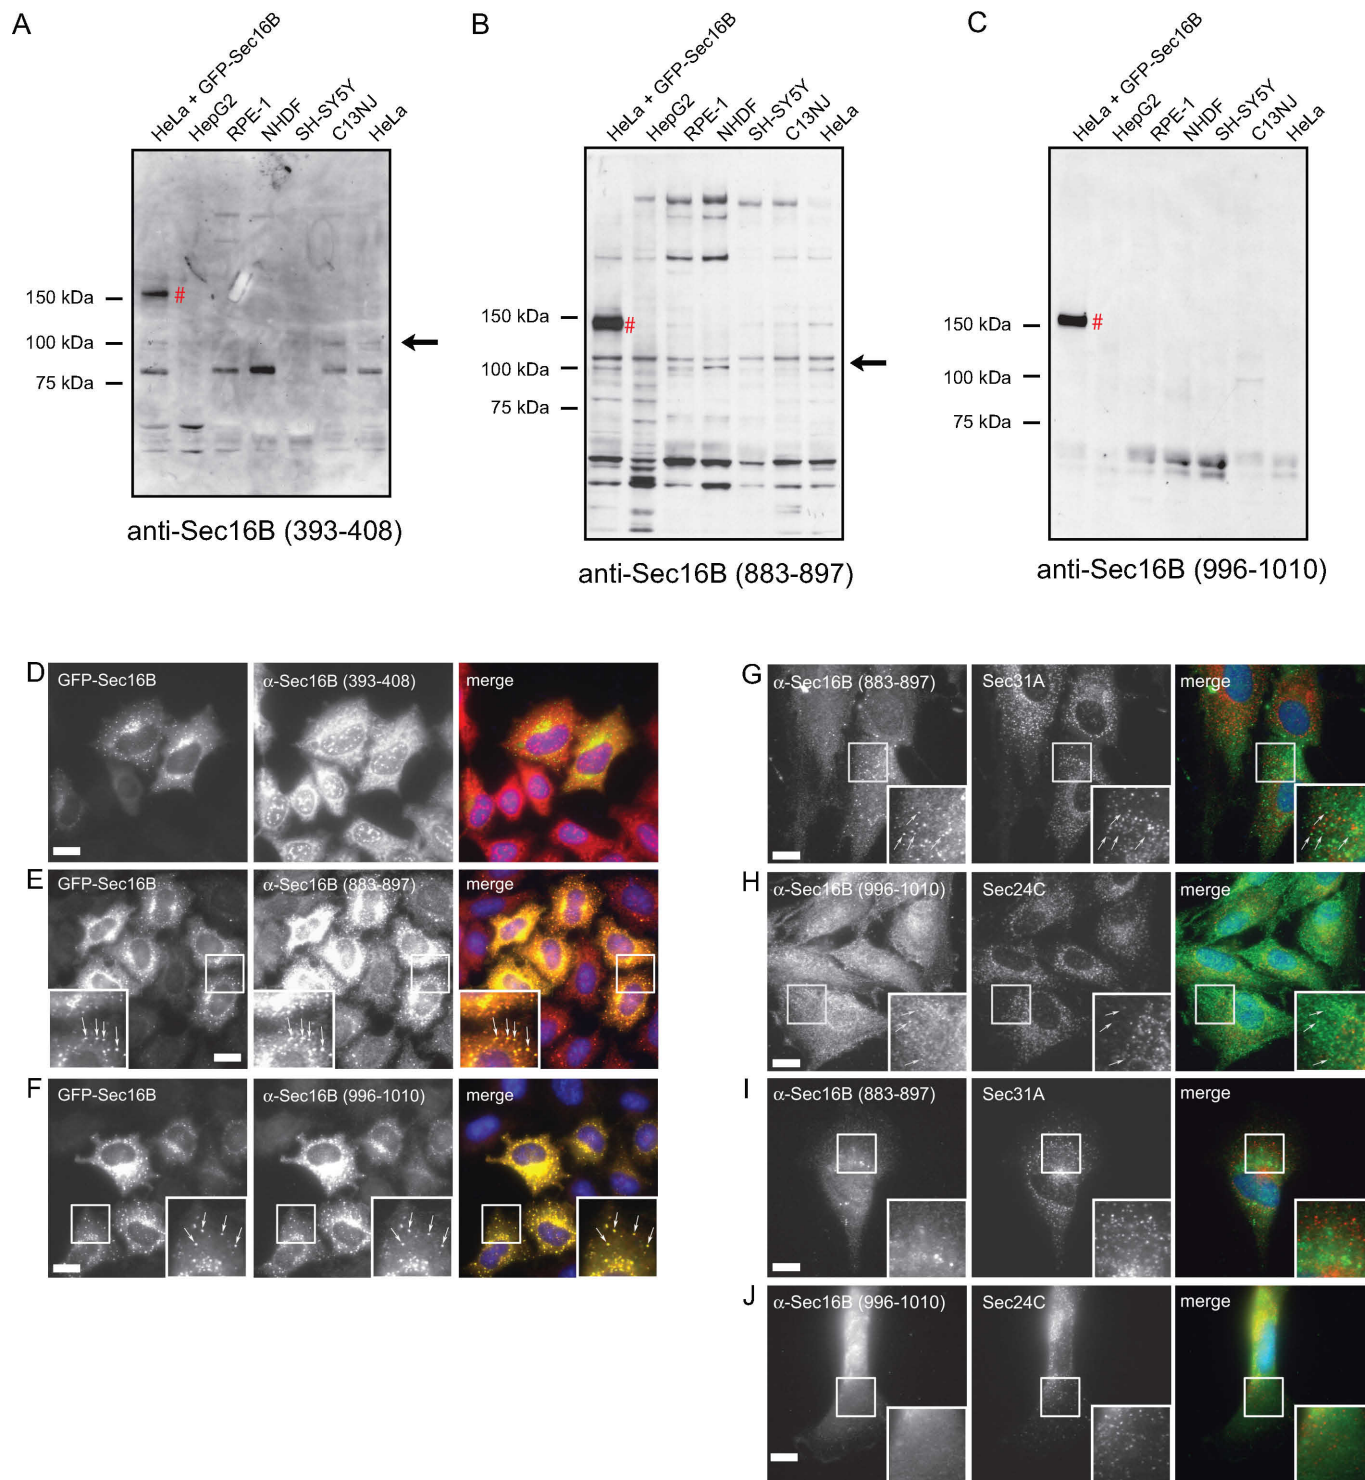 A
HeLa + GFP-Sec16B
HepG2
RPE-1
NHDF
SH-SY5Y
C13NJ
HeLa
150 kDa
#
100 kDa
75 kDa
anti-Sec16B (393-408)
B
HeLa + GFP-Sec16B
HepG2
RPE-1
NHDF
SH-SY5Y
C13NJ
HeLa
150 kDa
#
100 kDa
75 kDa
anti-Sec16B (883-897)
C
HeLa + GFP-Sec16B
HepG2
RPE-1
NHDF
SH-SY5Y
C13NJ
HeLa
150 kDa
#
100 kDa
75 kDa
anti-Sec16B (996-1010)
D
GFP-Sec16B
α-Sec16B (393-408)
merge
E
GFP-Sec16B
α-Sec16B (883-897)
merge
F
GFP-Sec16B
α-Sec16B (996-1010)
merge
G
α-Sec16B (883-897)
Sec31A
merge
H
α-Sec16B (996-1010)
Sec24C
merge
I
α-Sec16B (883-897)
Sec31A
merge
J
α-Sec16B (996-1010)
Sec24C
merge